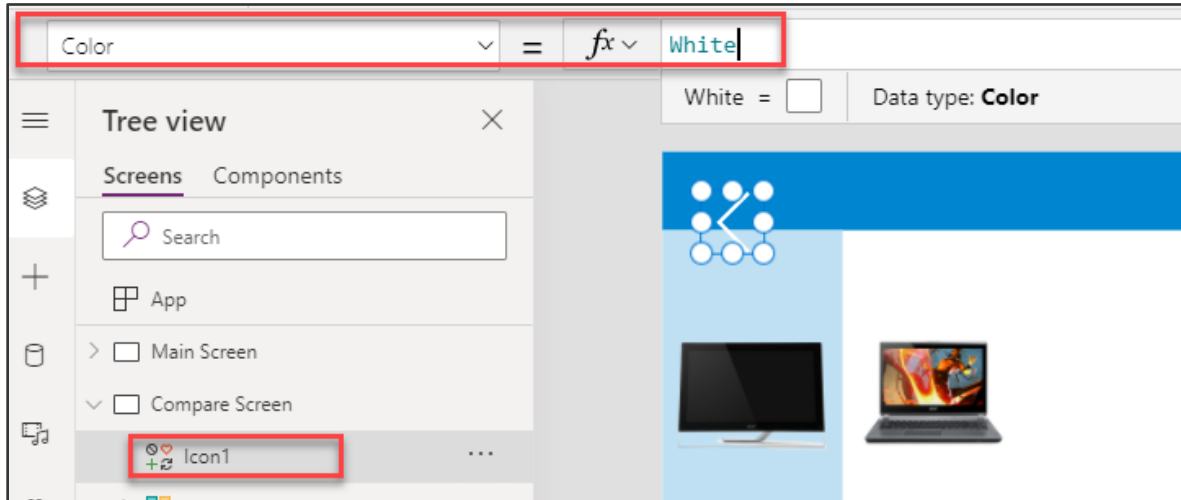 Color = fx White
White = Data type: Color
Tree view
Screens Components
Search
App
Main Screen
Compare Screen
Icon1 ...